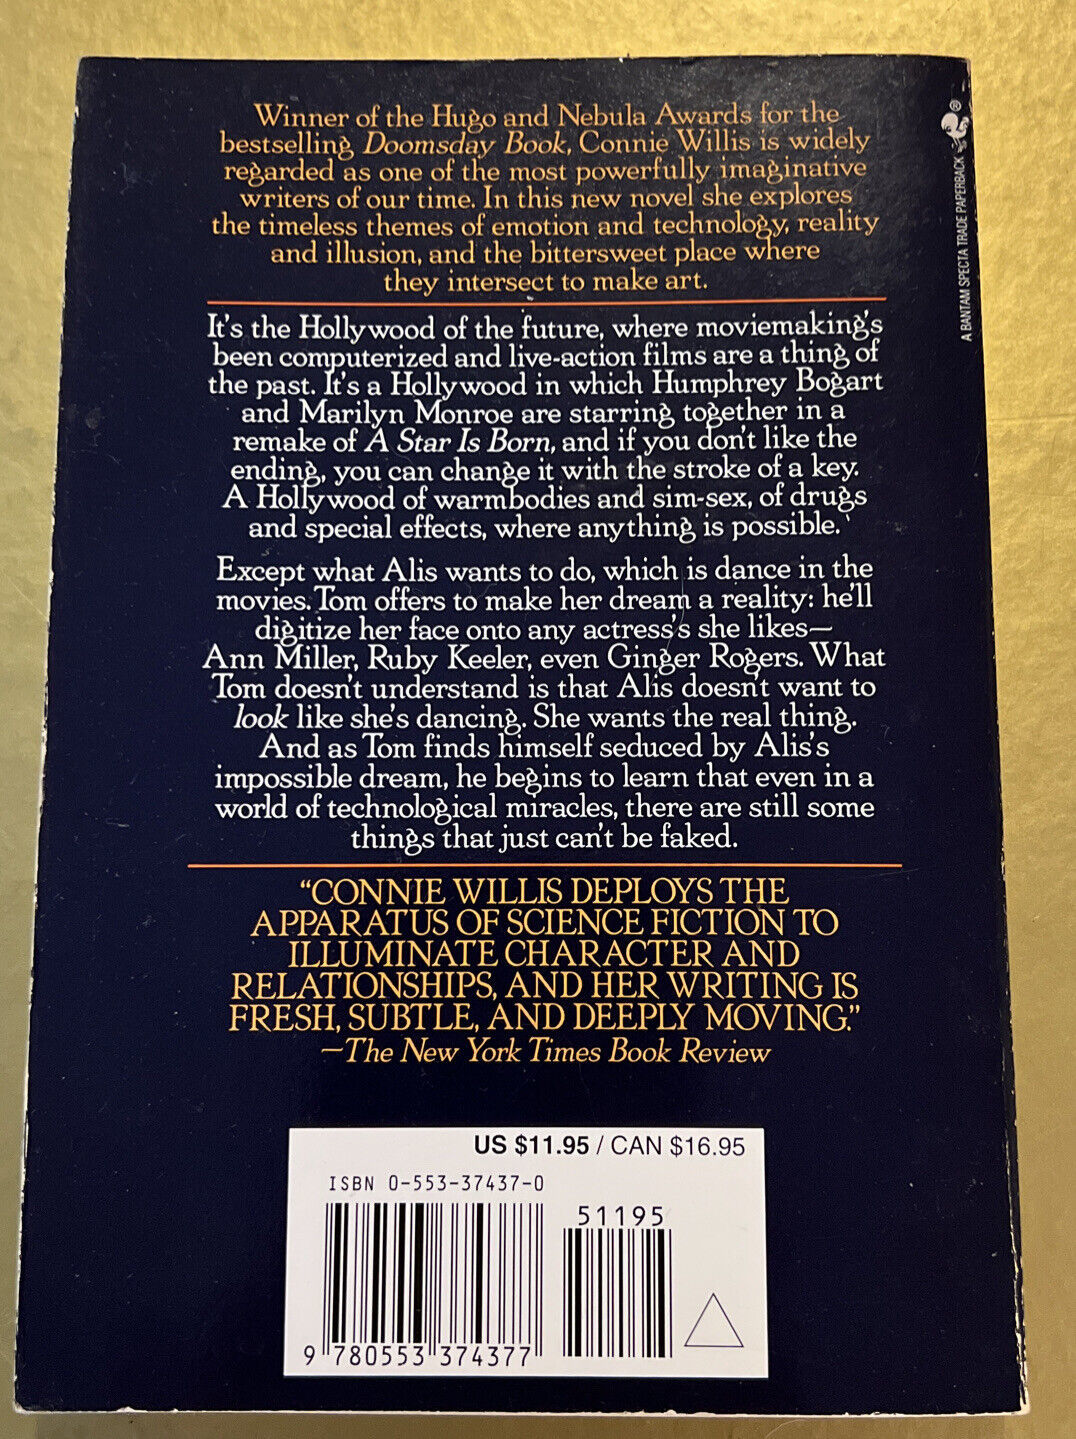 Winner of the Hugo and Nebula Awards for the
bestselling Doomsday Book, Connie Willis is widely
regarded as one of the most powerfully imaginative
writers of our time. In this new novel she explores
the timeless themes of emotion and technology, reality
and illusion, and the bittersweet place where
they intersect to make art.
It's the Hollywood of the future, where moviemaking's
been computerized and live-action films are a thing of
the past. It's a Hollywood in which Humphrey Bogart
and Marilyn Monroe are starring together in a
remake of A Star Is Born, and if you don't like the
ending, you can change it with the stroke of a key.
A Hollywood of warmbodies and sim-sex, of drugs
and special effects, where anything is possible.
Except what Alis wants to do, which is dance in the
movies. Tom offers to make her dream a reality: he'll
digitize her face onto any actress's she likes—
Ann Miller, Ruby Keeler, even Ginger Rogers. What
Tom doesn't understand is that Alis doesn't want to
look like she's dancing. She wants the real thing.
And as Tom finds himself seduced by Alis's
impossible dream, he begins to learn that even in a
world of technological miracles, there are still some
things that just can't be faked.
"CONNIE WILLIS DEPLOYS THE
APPARATUS OF SCIENCE FICTION TO
ILLUMINATE CHARACTER AND
RELATIONSHIPS, AND HER WRITING IS
FRESH, SUBTLE, AND DEEPLY MOVING."
—The New York Times Book Review
US $11.95 / CAN $16.95
ISBN 0-553-37437-0
51195
9 780553 374377
®
A BANTAM SPECTRA TRADE PAPERBACK